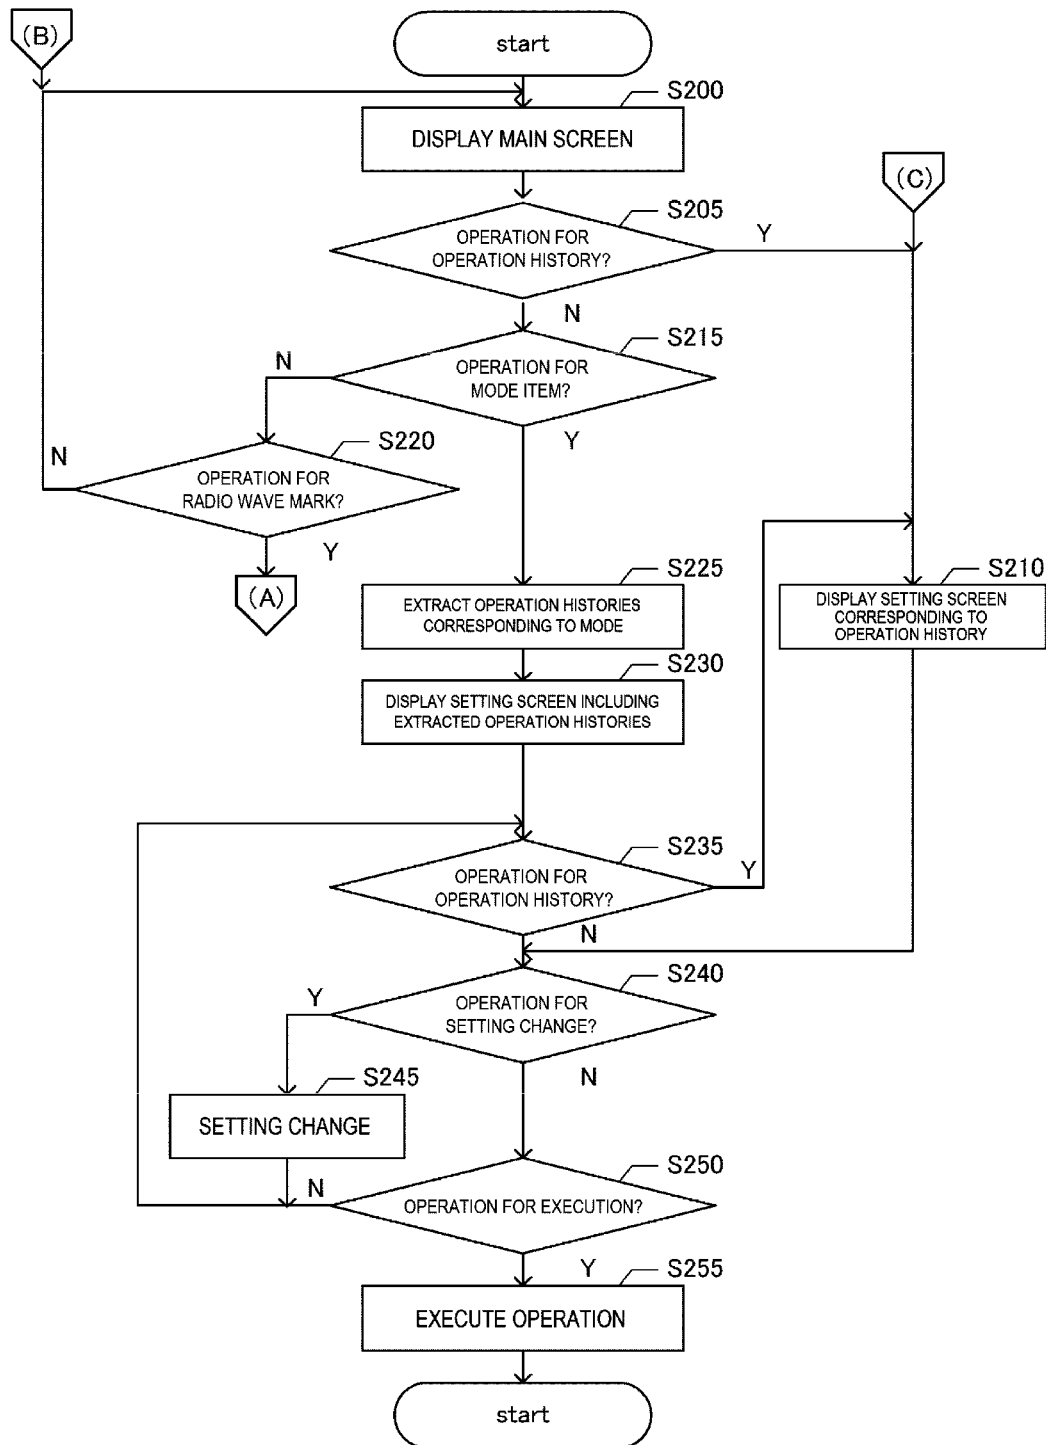 (B)
start
S200
DISPLAY MAIN SCREEN
(C)
S205
OPERATION FOR
OPERATION HISTORY?
Y
N
S215
OPERATION FOR
MODE ITEM?
N
Y
S220
OPERATION FOR
RADIO WAVE MARK?
N
Y
(A)
S225
EXTRACT OPERATION HISTORIES
CORRESPONDING TO MODE
S210
DISPLAY SETTING SCREEN
CORRESPONDING TO
OPERATION HISTORY
S230
DISPLAY SETTING SCREEN INCLUDING
EXTRACTED OPERATION HISTORIES
S235
OPERATION FOR
OPERATION HISTORY?
Y
N
S240
OPERATION FOR
SETTING CHANGE?
Y
N
S245
SETTING CHANGE
S250
OPERATION FOR EXECUTION?
N
Y
S255
EXECUTE OPERATION
start